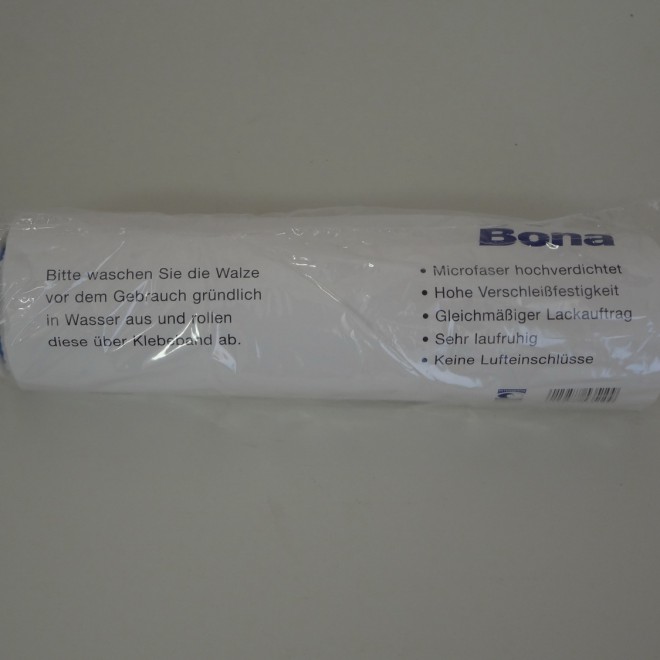 Bona
Bitte waschen Sie die Walze
vor dem Gebrauch gründlich
in Wasser aus und rollen
diese über Klebeband ab.
• Microfaser hochverdichtet
• Hohe Verschleißfestigkeit
• Gleichmäßiger Lackauftrag
• Sehr laufruhig
• Keine Lufteinschlüsse